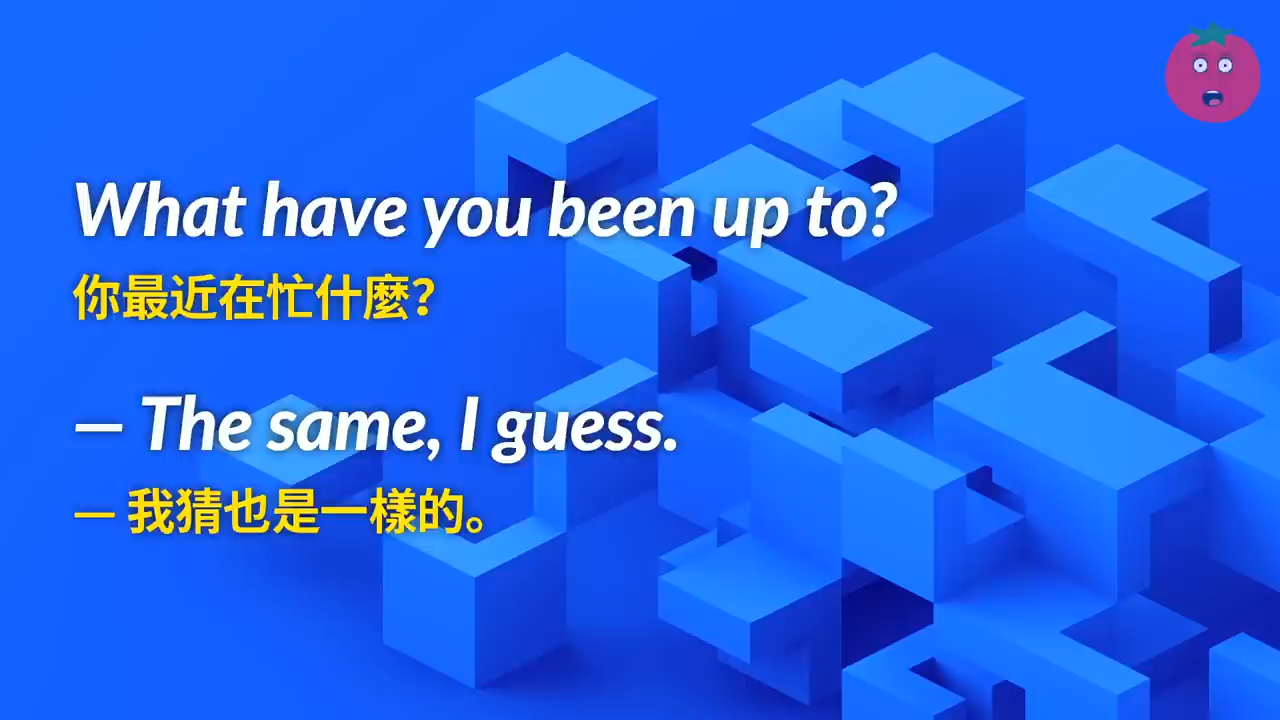 What have you been up to?
你最近在忙什麼？
— The same, I guess.
— 我猜也是一樣的。